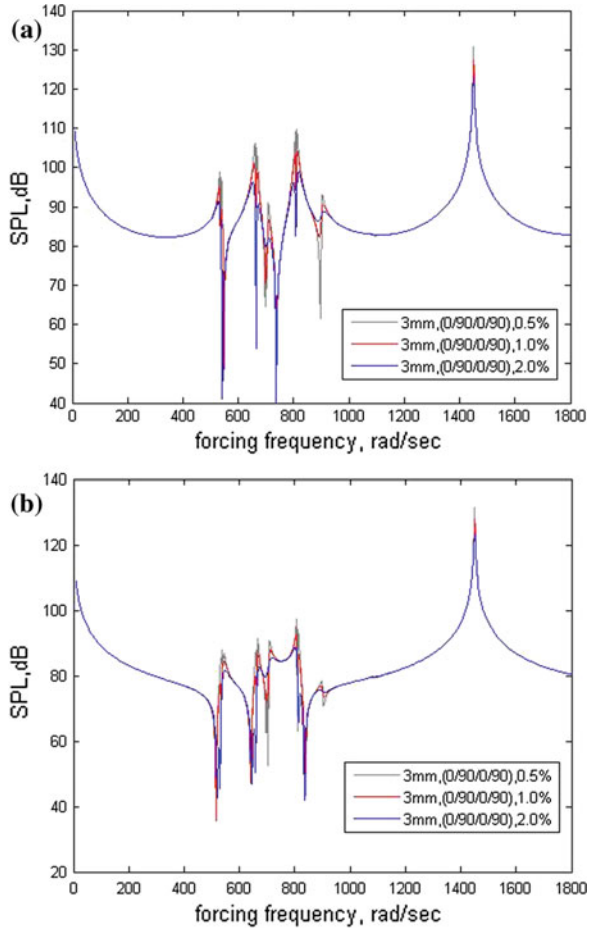 (a)
140
130
120
110
100
90
80
70
60
50
40
SPL,dB
3mm,(0/90/0/90),0.5%
3mm,(0/90/0/90),1.0%
3mm,(0/90/0/90),2.0%
0 200 400 600 800 1000 1200 1400 1600 1800
forcing frequency, rad/sec
(b)
140
120
100
80
60
40
20
SPL,dB
3mm,(0/90/0/90),0.5%
3mm,(0/90/0/90),1.0%
3mm,(0/90/0/90),2.0%
0 200 400 600 800 1000 1200 1400 1600 1800
forcing frequency, rad/sec